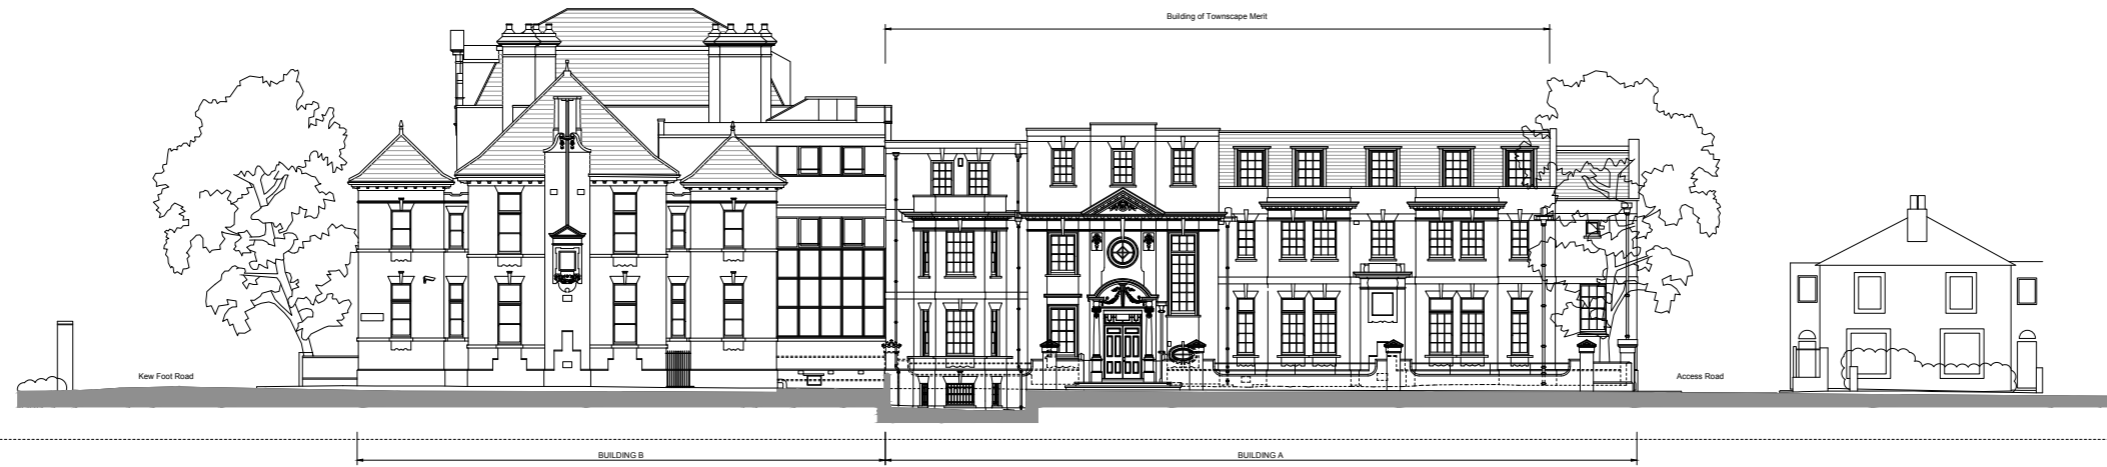 Building of Townscape Merit
Kew Foot Road
Access Road
BUILDING B
BUILDING A